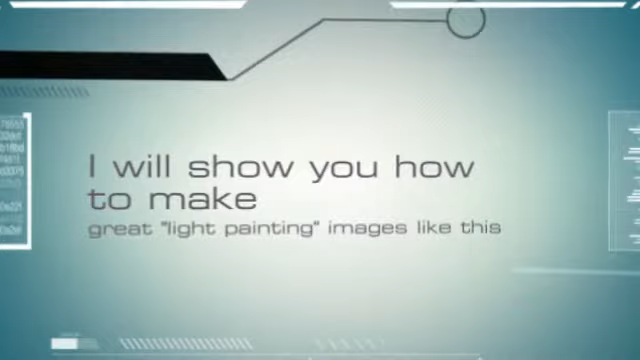 I will show you how
to make
great "light painting" images like this